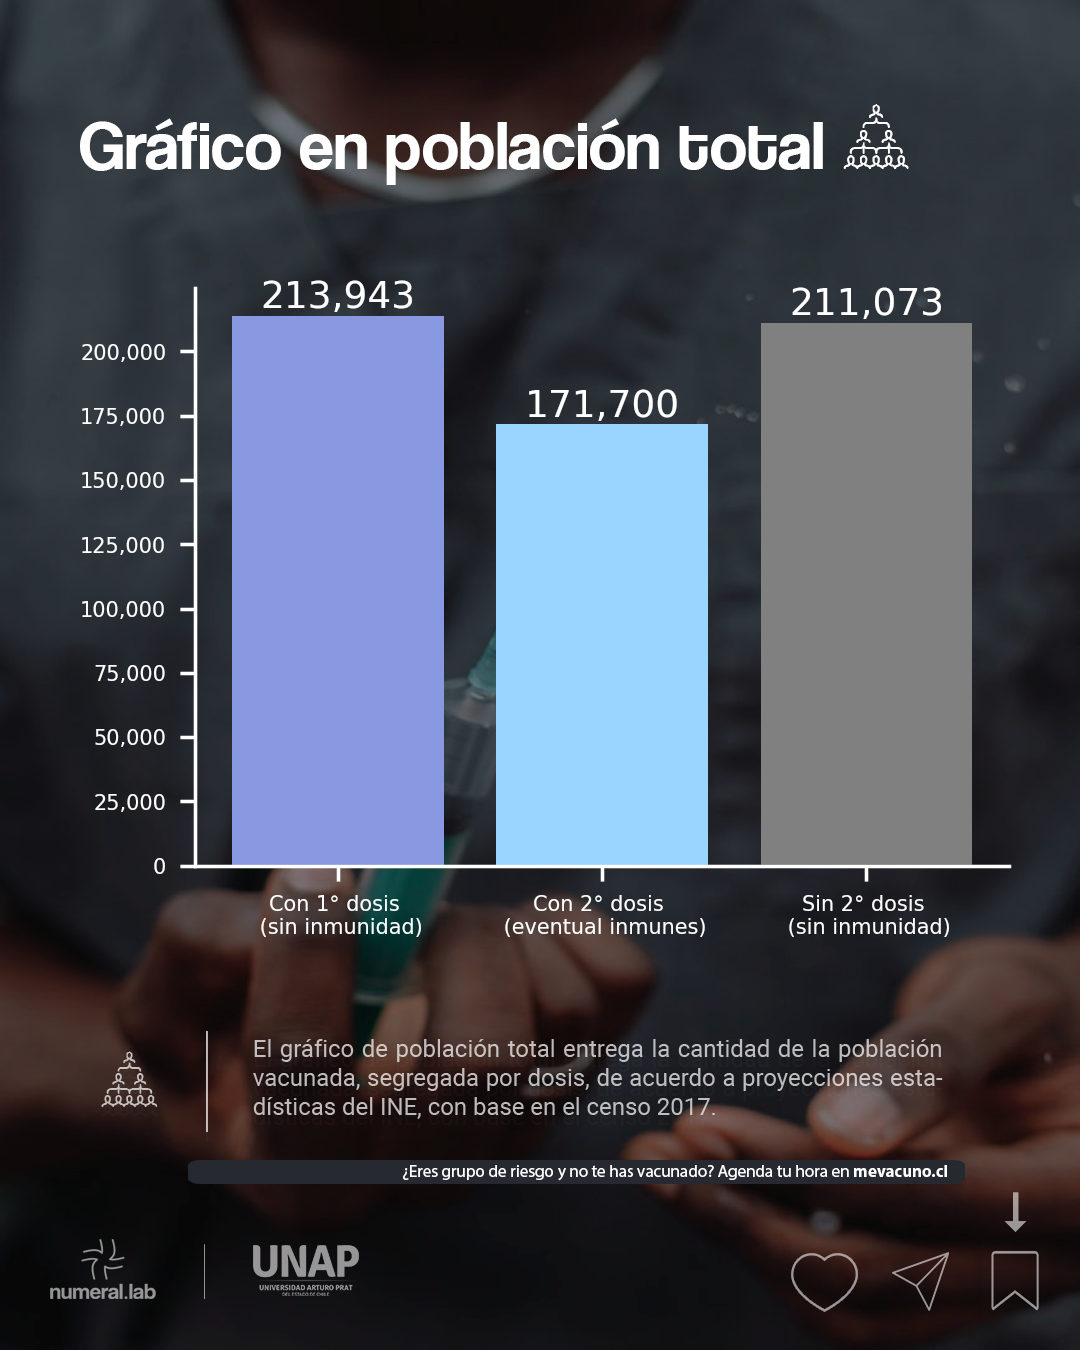 Gráfico en población total
213,943
211,073
171,700
200,000
175,000
150,000
125,000
100,000
75,000
50,000
25,000
0
Con 1° dosis
(sin inmunidad)
Con 2° dosis
(eventual inmunes)
Sin 2° dosis
(sin inmunidad)
El gráfico de población total entrega la cantidad de la población
vacunada, segregada por dosis, de acuerdo a proyecciones esta-
dísticas del INE, con base en el censo 2017.
¿Eres grupo de riesgo y no te has vacunado? Agenda tu hora en mevacuno.cl
numeral.lab
UNAP
UNIVERSIDAD ARTURO PRAT
DEL ESTADO DE CHILE